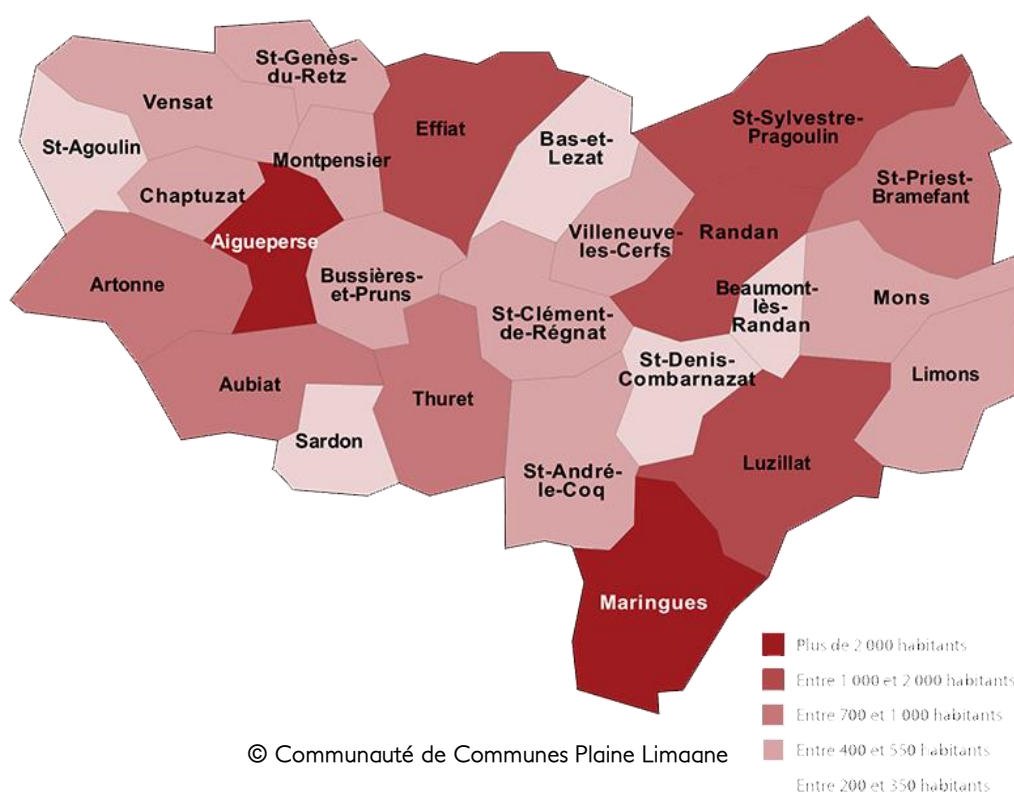 St-Genès-
du-Retz
Vensat
St-Agoulin
Effiat
Montpensier
Chaptuzat
Bas-et-
Lezat
St-Sylvestre-
Pragoulin
St-Priest-
Bramefant
Aigueperse
Villeneuve-
les-Cerfs
Randan
Artonne
Bussières-
et-Pruns
Beaumont-
lès-
Randan
Mons
St-Clément-
de-Régnat
St-Denis-
Combarnazat
Aubiat
Thuret
Limons
Sardon
St-André-
le-Coq
Luzillat
Maringues
Plus de 2 000 habitants
Entre 1 000 et 2 000 habitants
Entre 700 et 1 000 habitants
Entre 400 et 550 habitants
Entre 200 et 350 habitants
© Communauté de Communes Plaine Limagne